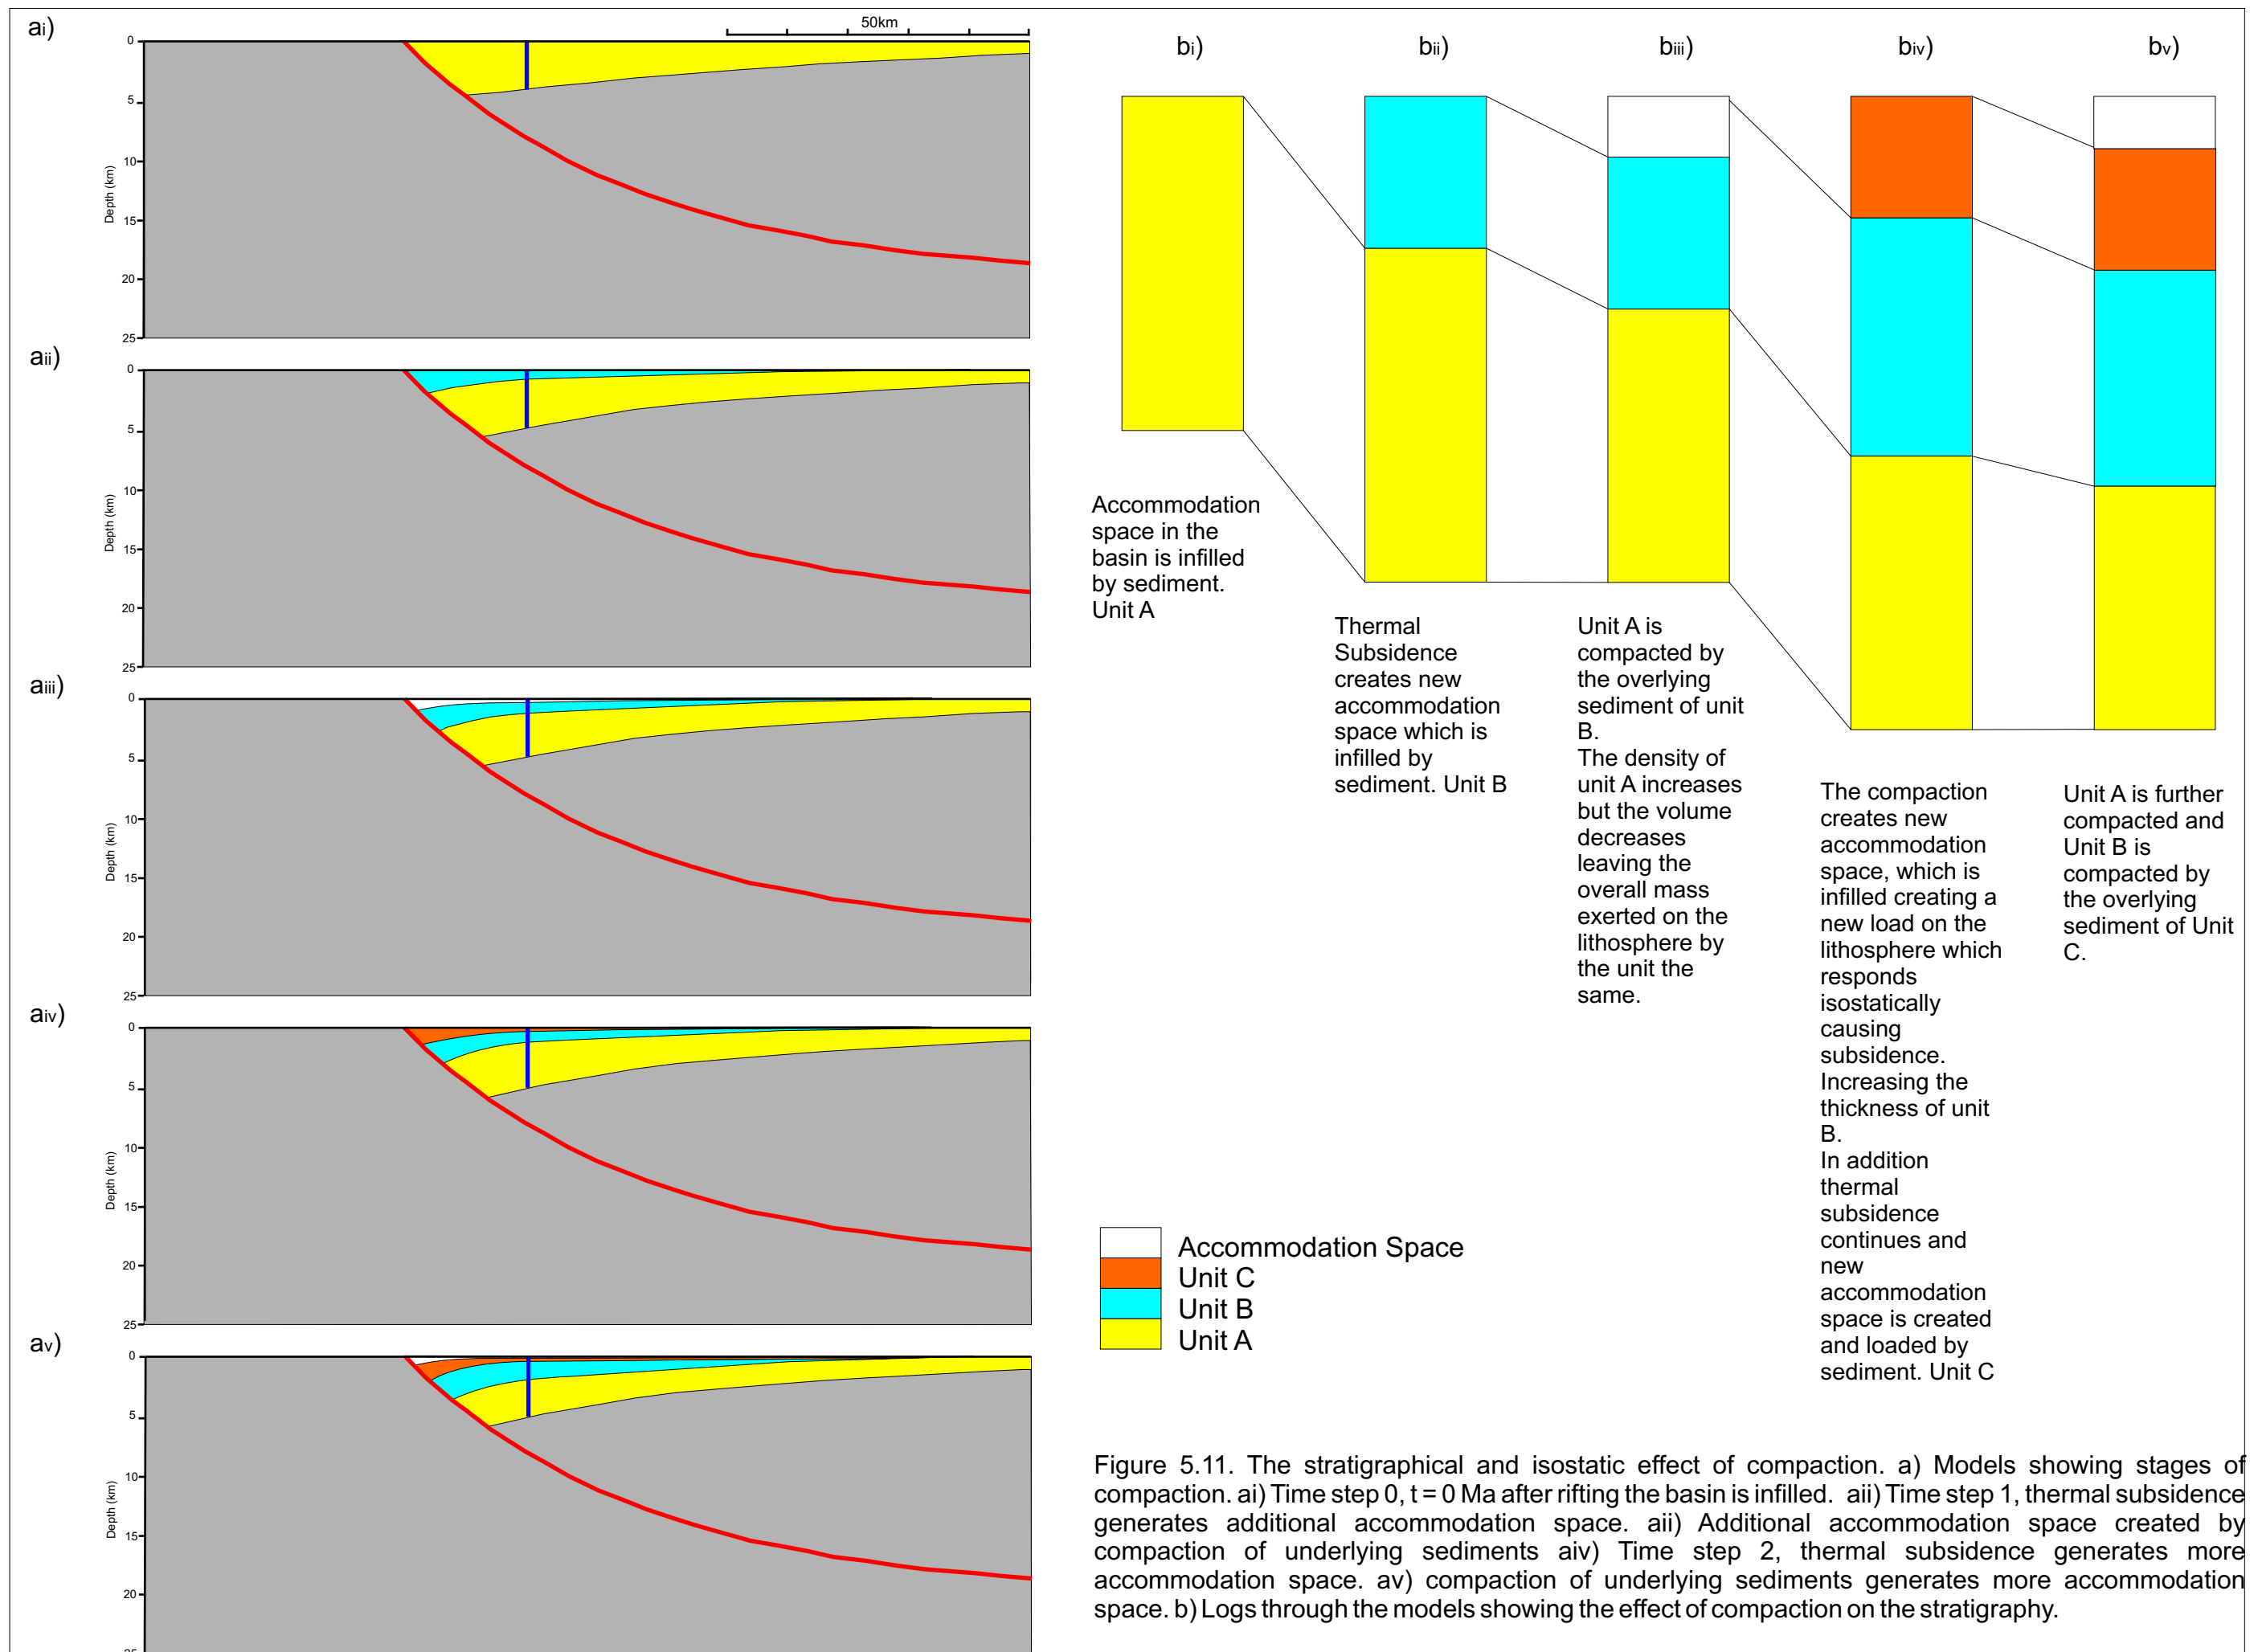 ai)
50km
0
5
10
15
20
25
Depth (km)
aii)
0
5
10
15
20
25
Depth (km)
aiii)
0
5
10
15
20
25
Depth (km)
aiv)
0
5
10
15
20
25
Depth (km)
av)
0
5
10
15
20
25
Depth (km)
bi)
bii)
biii)
biv)
bv)
Accommodation
space in the
basin is infilled
by sediment.
Unit A
Thermal
Subsidence
creates new
accommodation
space which is
infilled by
sediment. Unit B
Unit A is
compacted by
the overlying
sediment of unit
B.
The density of
unit A increases
but the volume
decreases
leaving the
overall mass
exerted on the
lithosphere by
the unit the
same.
The compaction
creates new
accommodation
space, which is
infilled creating a
new load on the
lithosphere which
responds
isostatically
causing
subsidence.
Increasing the
thickness of unit
B.
In addition
thermal
subsidence
continues and
new
accommodation
space is created
and loaded by
sediment. Unit C
Unit A is further
compacted and
Unit B is
compacted by
the overlying
sediment of Unit
C.
Accommodation Space
Unit C
Unit B
Unit A
Figure 5.11. The stratigraphical and isostatic effect of compaction. a) Models showing stages of
compaction. ai) Time step 0, t = 0 Ma after rifting the basin is infilled. aii) Time step 1, thermal subsidence
generates additional accommodation space. aii) Additional accommodation space created by
compaction of underlying sediments aiv) Time step 2, thermal subsidence generates more
accommodation space. av) compaction of underlying sediments generates more accommodation
space. b) Logs through the models showing the effect of compaction on the stratigraphy.